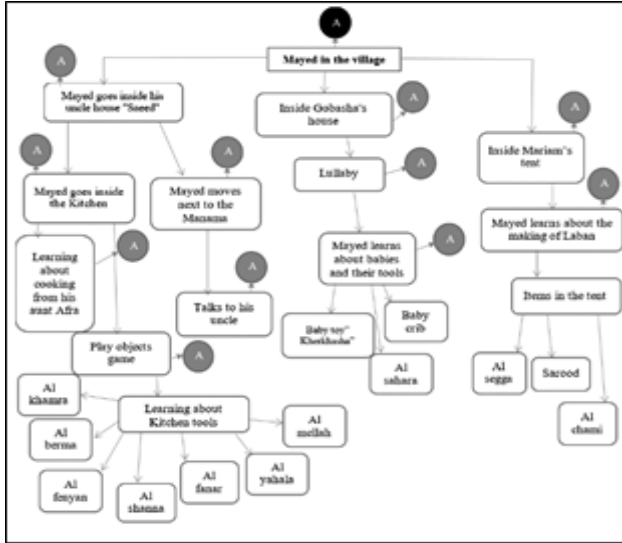 A
Mayed in the village
A
Mayed goes inside his
uncle house "Saeed"
Inside Gobasha's
house
A
A
Inside Mariam's
tent
A
Mayed goes inside
the Kitchen
A
Mayed moves
next to the
Manama
Lullaby
A
A
Mayed learns about the
making of Laban
Learning
about
cooking
from his
aunt Afra
A
Mayed learns
about babies
and their tools
A
Talks to his
uncle
A
Items in the tent
Baby toy"
Kherkhasha"
Baby
crib
Play objects
game
A
Al
sahara
Al
segga
Sarood
Al
chami
Al
khamra
Learning about
Kitchen tools
Al
mellah
Al
berma
Al
fenyan
Al
shanna
Al
fanar
Al
yahala